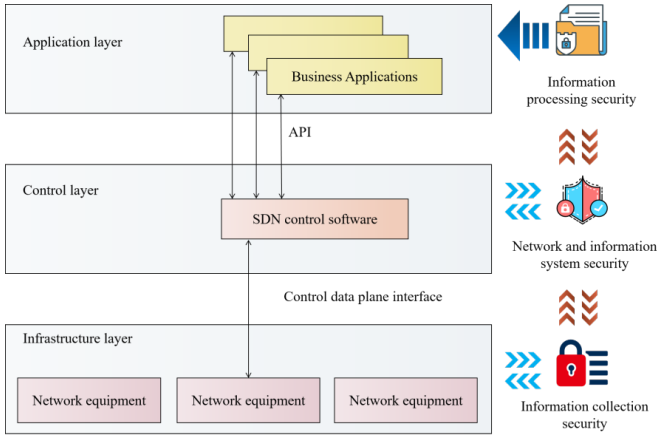 Application layer
Business Applications
Information
processing security
API
Control layer
SDN control software
Network and information
system security
Control data plane interface
Infrastructure layer
Network equipment
Network equipment
Network equipment
Information collection
security